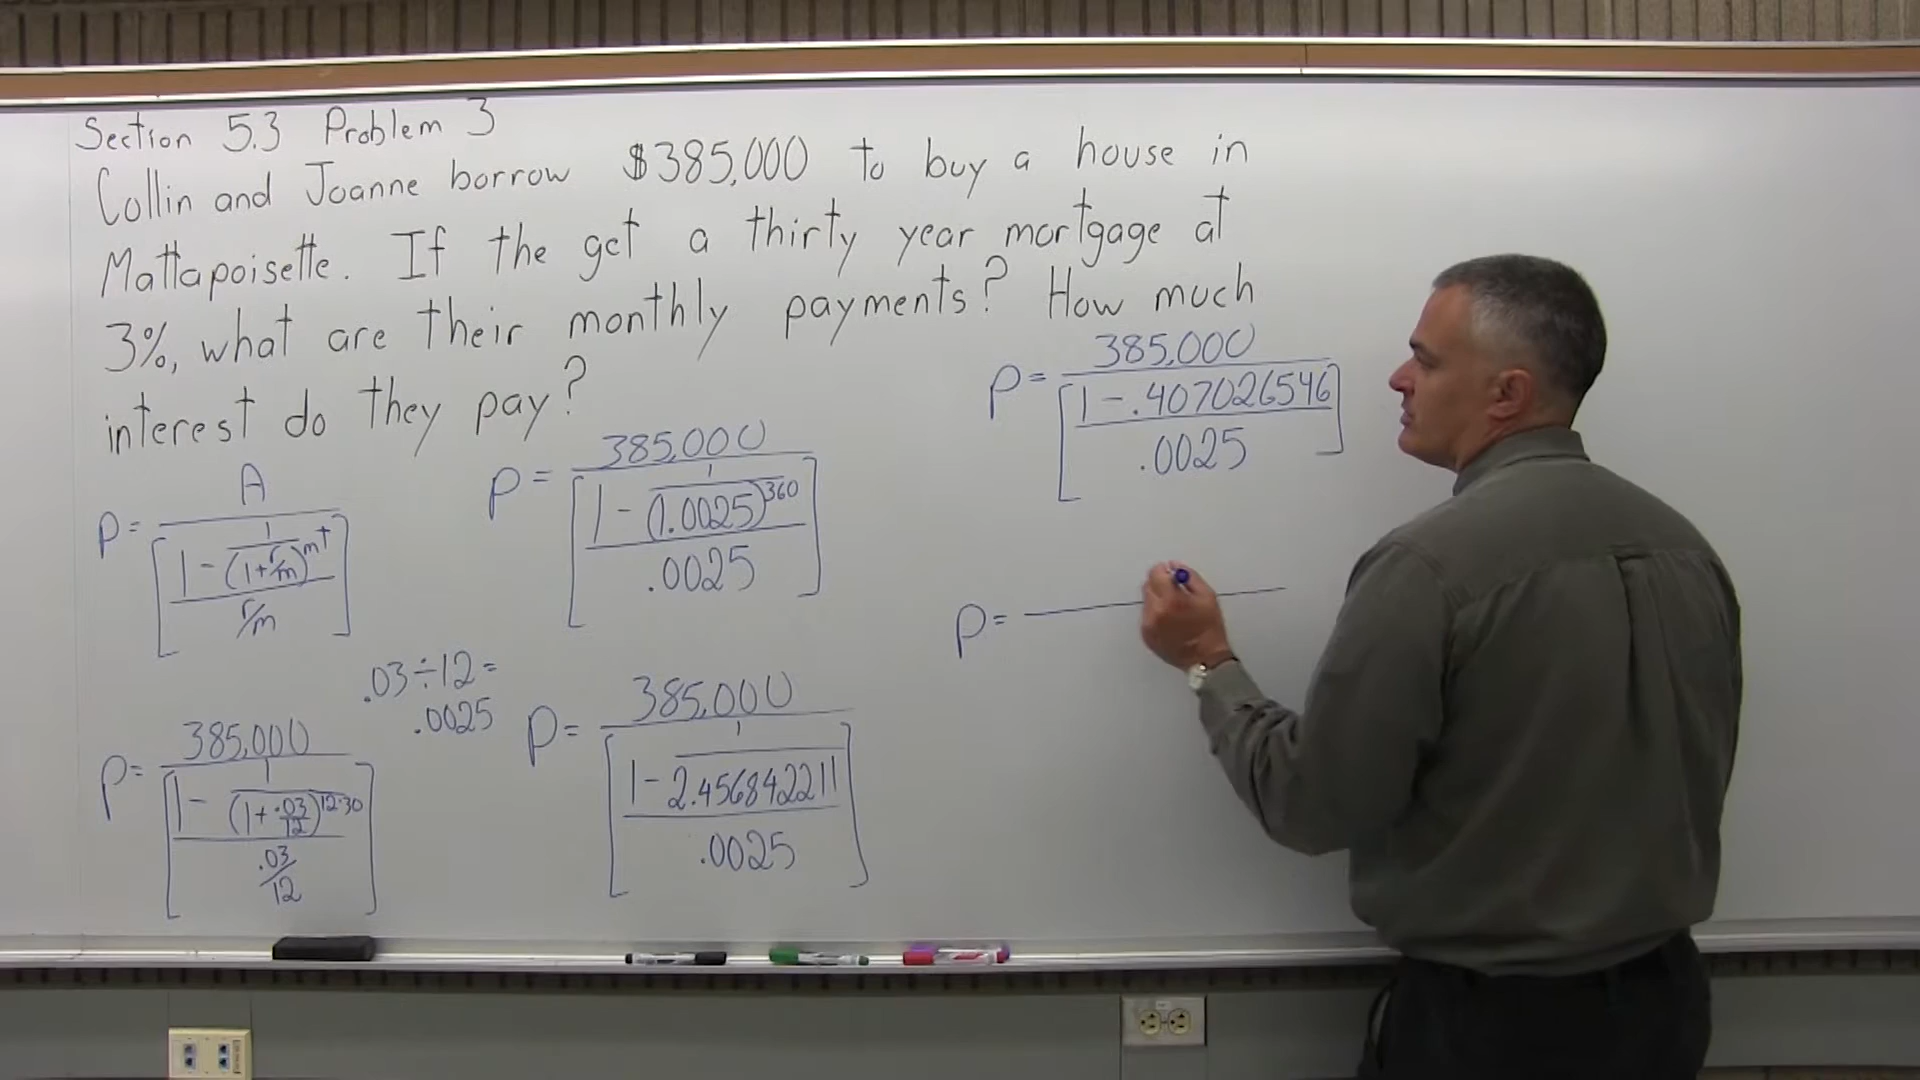 Section 5.3 Problem 3
Collin and Joanne borrow $385,000 to buy a house in
Mattapoisette. If the get a thirty year mortgage at
3%, what are their monthly payments? How much
interest do they pay?
A
P=
1
1 - (1+r/m)^mt
r/m
385,000
P=
1
1 - (1+.03/12)^12·30
.03/12
.03÷12=
.0025
385,000
P=
1
1 - (1.0025)^360
.0025
385,000
P=
1
1 - 2.456842211
.0025
385,000
P=
1 - .407026546
.0025
P=